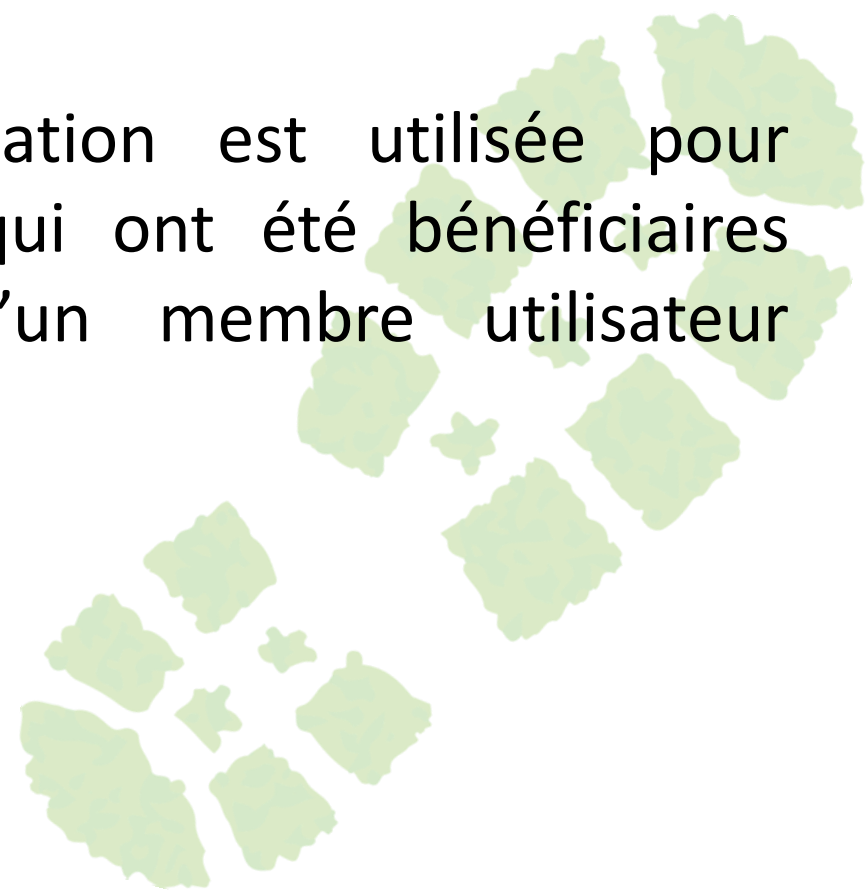 ation est utilisée pour
qui ont été bénéficiaires
’un membre utilisateur